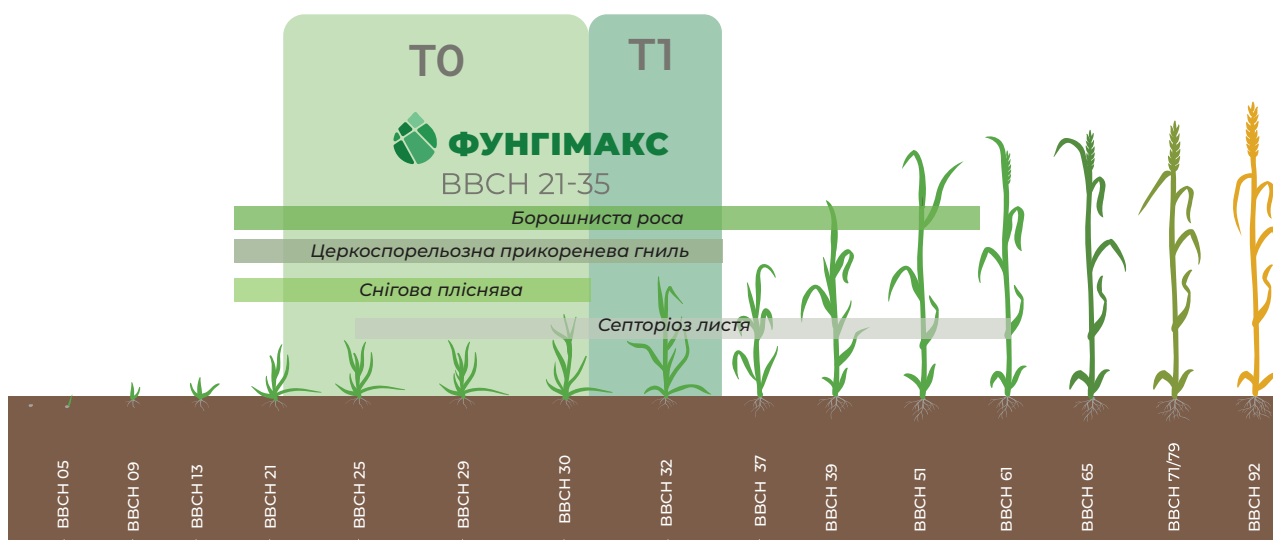 T0
T1
ФУНГІМАКС
BBCH 21-35
Борошниста роса
Церкоспорельозна прикоренева гниль
Снігова пліснява
Септоріоз листя
BBCH 05
BBCH 09
BBCH 13
BBCH 21
BBCH 25
BBCH 29
BBCH 30
BBCH 32
BBCH 37
BBCH 39
BBCH 51
BBCH 61
BBCH 65
BBCH 71/79
BBCH 92